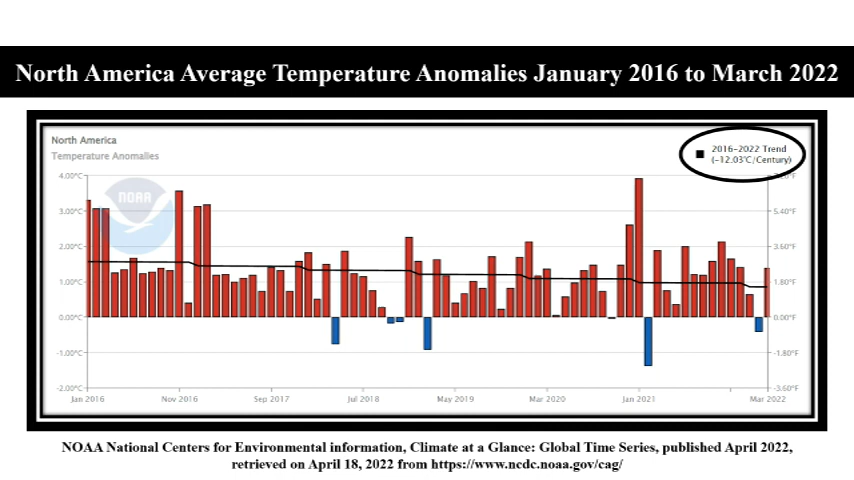 North America Average Temperature Anomalies January 2016 to March 2022
North America
Temperature Anomalies
2016-2022 Trend
(-12.03°C/Century)
NOAA
4.00°C
3.00°C 5.40°F
2.00°C 3.60°F
1.00°C 1.80°F
0.00°C 0.00°F
-1.00°C -1.80°F
-2.00°C -3.60°F
Jan 2016 Nov 2016 Sep 2017 Jul 2018 May 2019 Mar 2020 Jan 2021 Mar 2022
NOAA National Centers for Environmental information, Climate at a Glance: Global Time Series, published April 2022,
retrieved on April 18, 2022 from https://www.ncdc.noaa.gov/cag/